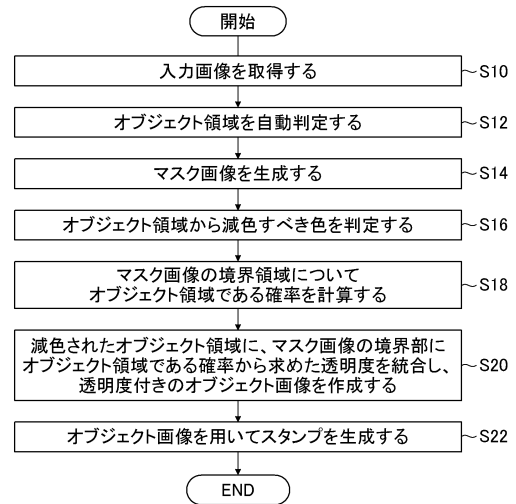 開始
入力画像を取得する
～S10
オブジェクト領域を自動判定する
～S12
マスク画像を生成する
～S14
オブジェクト領域から減色すべき色を判定する
～S16
マスク画像の境界領域について
オブジェクト領域である確率を計算する
～S18
減色されたオブジェクト領域に、マスク画像の境界部に
オブジェクト領域である確率から求めた透明度を統合し、
透明度付きのオブジェクト画像を作成する
～S20
オブジェクト画像を用いてスタンプを生成する
～S22
END